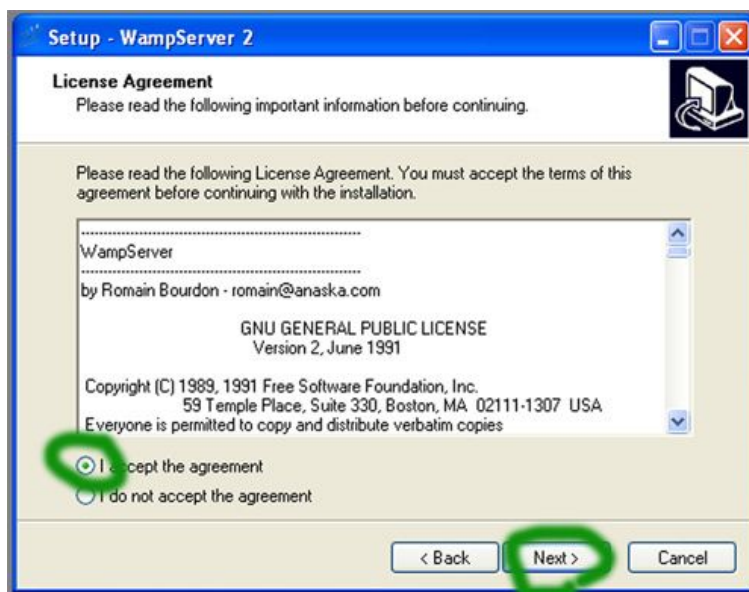 Setup - WampServer 2
License Agreement
Please read the following important information before continuing.
Please read the following License Agreement. You must accept the terms of this
agreement before continuing with the installation.
------------------------------------------------------------
WampServer
------------------------------------------------------------
by Romain Bourdon - romain@anaska.com
GNU GENERAL PUBLIC LICENSE
Version 2, June 1991
Copyright (C) 1989, 1991 Free Software Foundation, Inc.
59 Temple Place, Suite 330, Boston, MA 02111-1307 USA
Everyone is permitted to copy and distribute verbatim copies
I accept the agreement
I do not accept the agreement
< Back Next > Cancel